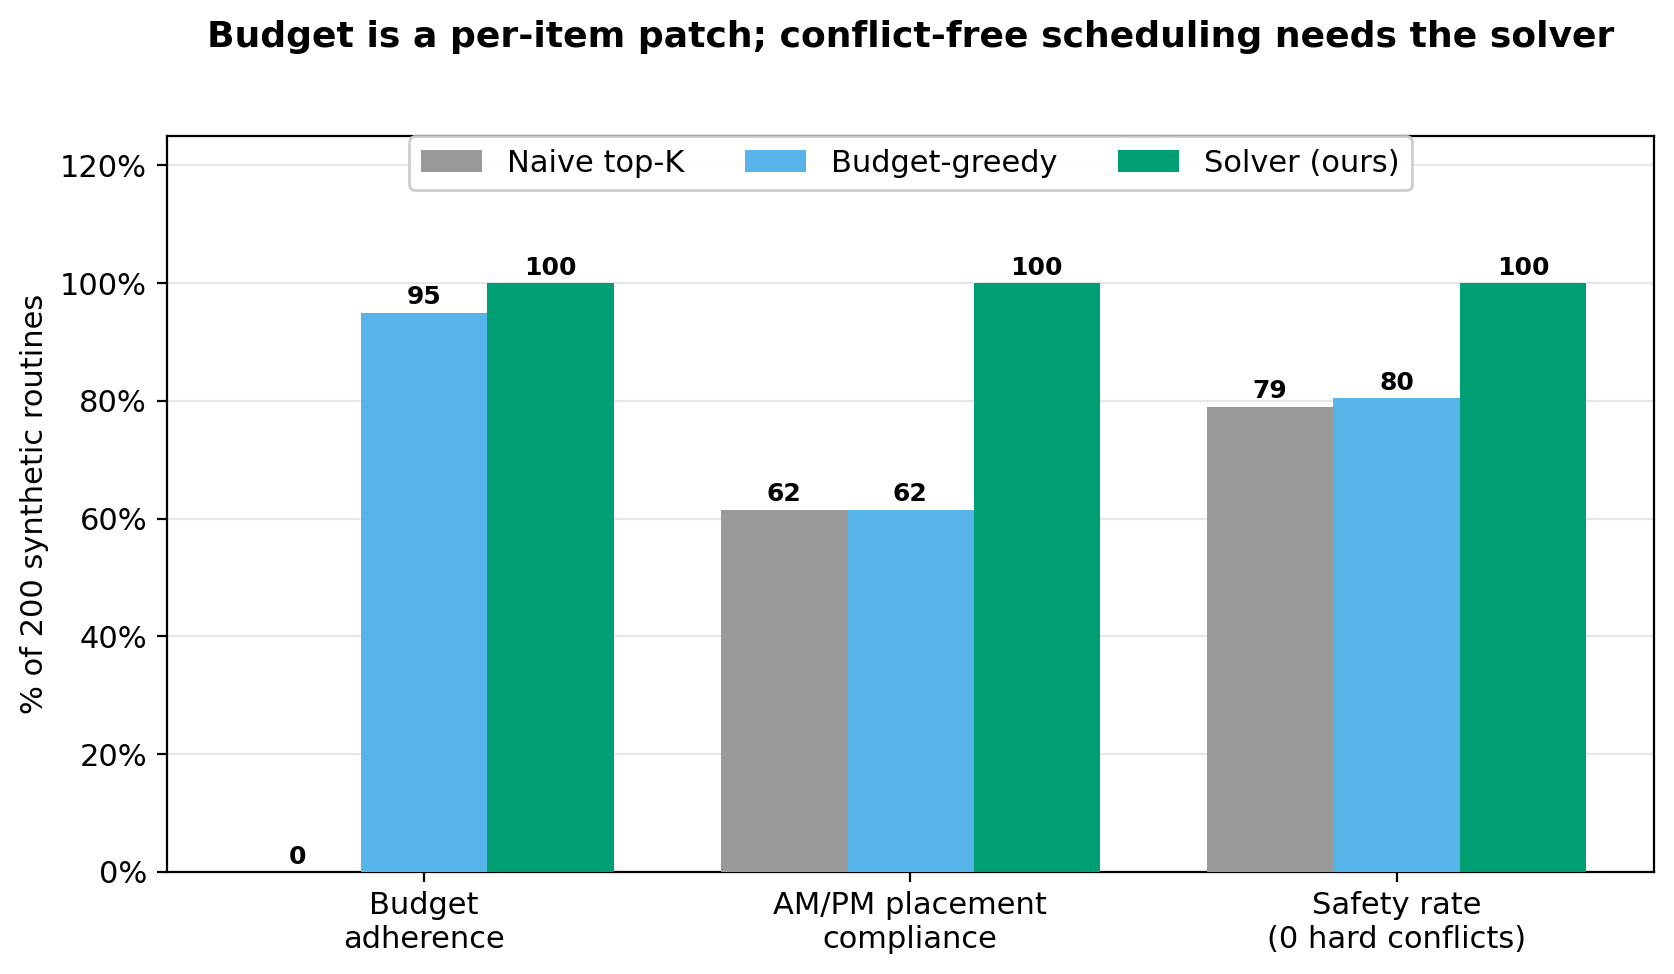 Budget is a per-item patch; conflict-free scheduling needs the solver
Naive top-K
Budget-greedy
Solver (ours)
% of 200 synthetic routines
120%
100%
80%
60%
40%
20%
0%
0
95
100
62
62
100
79
80
100
Budget
adherence
AM/PM placement
compliance
Safety rate
(0 hard conflicts)